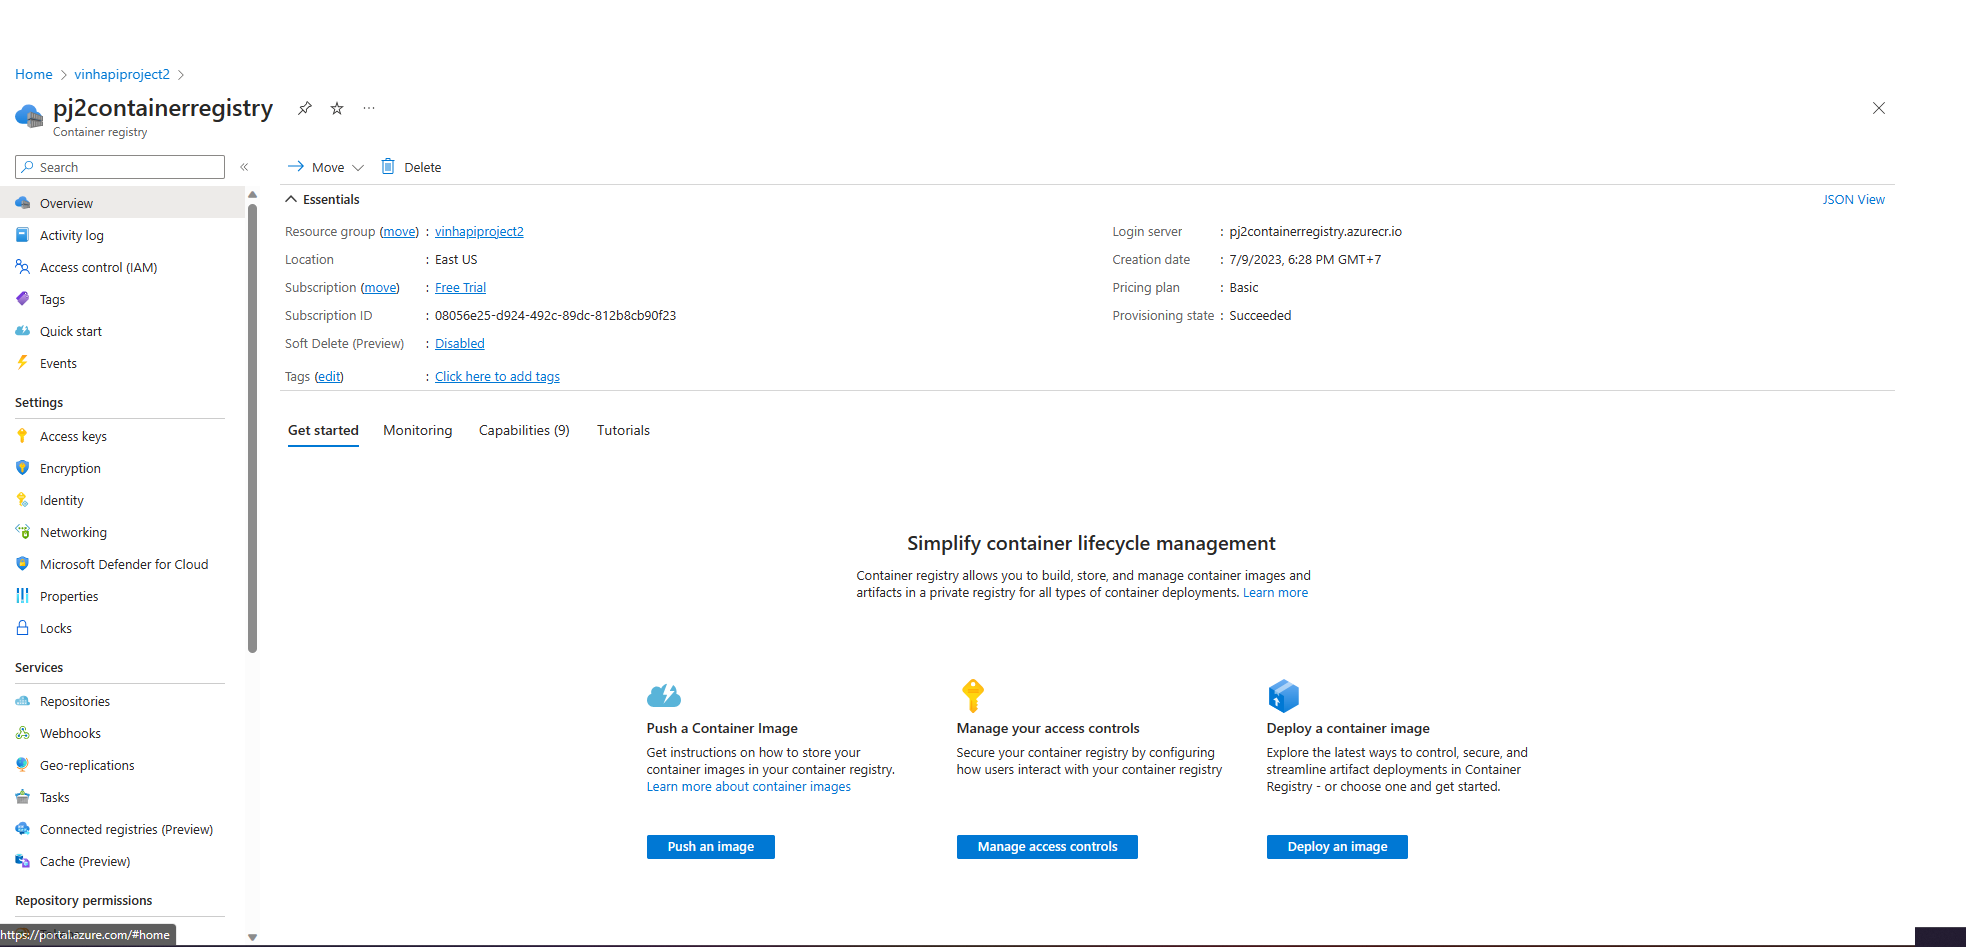 Home > vinhapiproject2 >
pj2containerregistry
Container registry
Search
Overview
Activity log
Access control (IAM)
Tags
Quick start
Events
Settings
Access keys
Encryption
Identity
Networking
Microsoft Defender for Cloud
Properties
Locks
Services
Repositories
Webhooks
Geo-replications
Tasks
Connected registries (Preview)
Cache (Preview)
Repository permissions
https://portal.azure.com/#home
Move Delete
Essentials JSON View
Resource group (move) : vinhapiproject2
Location : East US
Subscription (move) : Free Trial
Subscription ID : 08056e25-d924-492c-89dc-812b8cb90f23
Soft Delete (Preview) : Disabled
Tags (edit) : Click here to add tags
Login server : pj2containerregistry.azurecr.io
Creation date : 7/9/2023, 6:28 PM GMT+7
Pricing plan : Basic
Provisioning state : Succeeded
Get started Monitoring Capabilities (9) Tutorials
Simplify container lifecycle management
Container registry allows you to build, store, and manage container images and
artifacts in a private registry for all types of container deployments. Learn more
Push a Container Image
Get instructions on how to store your
container images in your container registry.
Learn more about container images
Push an image
Manage your access controls
Secure your container registry by configuring
how users interact with your container registry
Manage access controls
Deploy a container image
Explore the latest ways to control, secure, and
streamline artifact deployments in Container
Registry - or choose one and get started.
Deploy an image